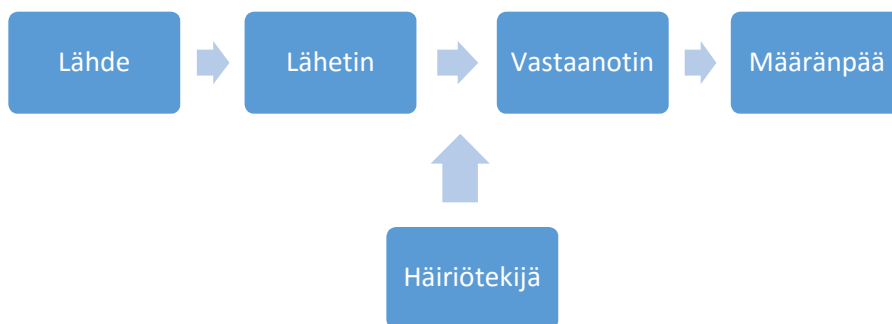 Lähde
Lähetin
Vastaanotin
Määränpää
Häiriötekijä